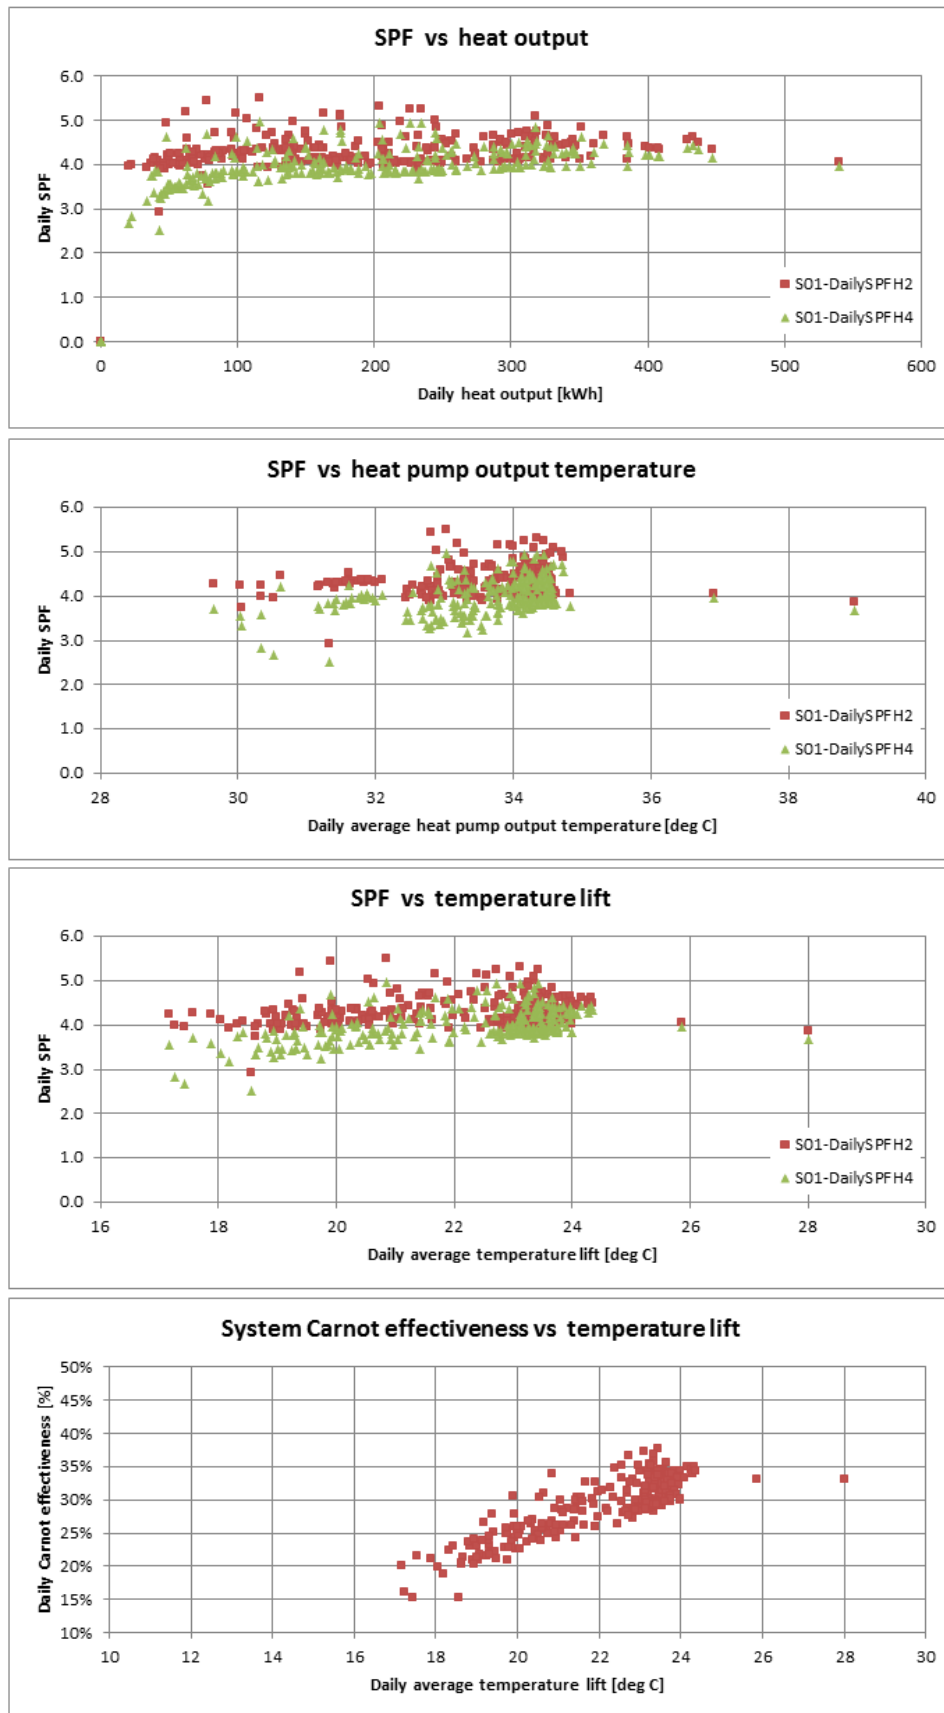 SPF vs heat output
6.0
5.0
4.0
3.0
2.0
1.0
0.0
Daily SPF
S01-DailySPFH2
S01-DailySPFH4
0 100 200 300 400 500 600
Daily heat output [kWh]
SPF vs heat pump output temperature
6.0
5.0
4.0
3.0
2.0
1.0
0.0
Daily SPF
S01-DailySPFH2
S01-DailySPFH4
28 30 32 34 36 38 40
Daily average heat pump output temperature [deg C]
SPF vs temperature lift
6.0
5.0
4.0
3.0
2.0
1.0
0.0
Daily SPF
S01-DailySPFH2
S01-DailySPFH4
16 18 20 22 24 26 28 30
Daily average temperature lift [deg C]
System Carnot effectiveness vs temperature lift
50%
45%
40%
35%
30%
25%
20%
15%
10%
Daily Carnot effectiveness [%]
10 12 14 16 18 20 22 24 26 28 30
Daily average temperature lift [deg C]